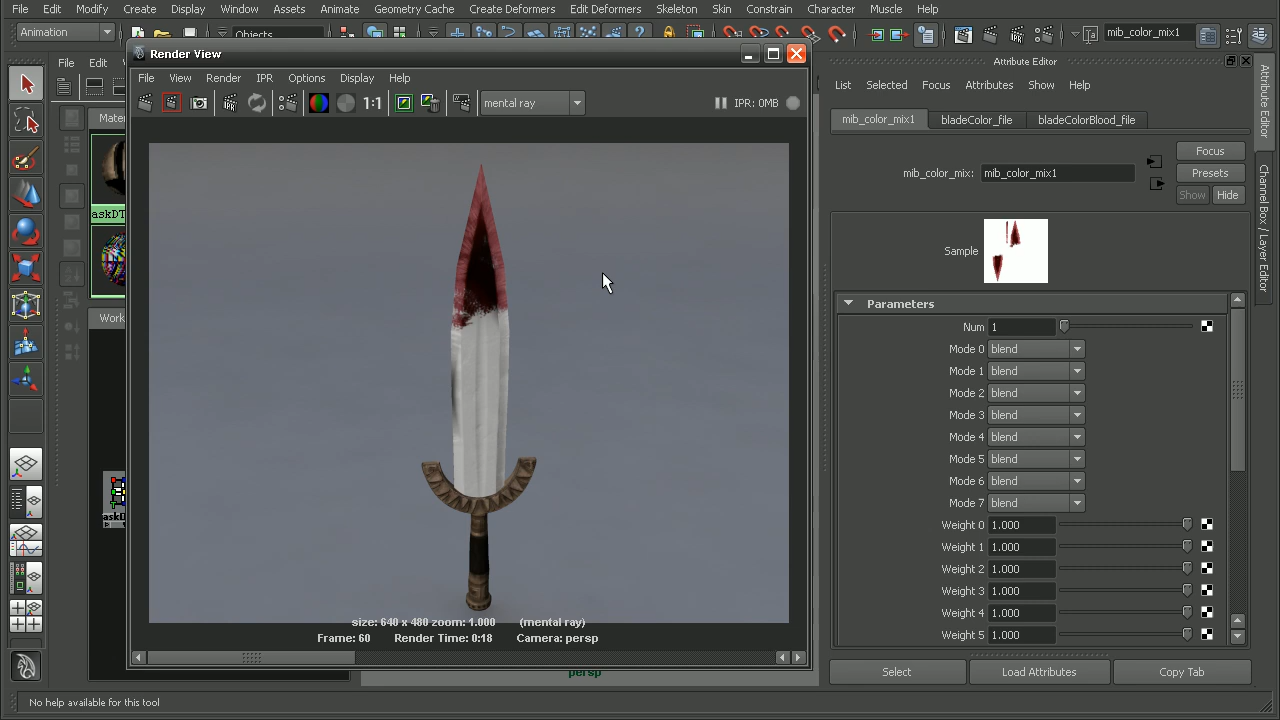 File Edit Modify Create Display Window Assets Animate Geometry Cache Create Deformers Edit Deformers Skeleton Skin Constrain Character Muscle Help
Animation
Objects
mib_color_mix1
Render View
File View Render IPR Options Display Help
1:1
mental ray
IPR: 0MB
File Ed
Mater
askDT
Work
askD
size: 640 x 480 zoom: 1.000 (mental ray)
Frame: 60 Render Time: 0:18 Camera: persp
persp
Attribute Editor
List Selected Focus Attributes Show Help
mib_color_mix1 bladeColor_file bladeColorBlood_file
mib_color_mix: mib_color_mix1
Focus
Presets
Show Hide
Sample
Parameters
Num 1
Mode 0 blend
Mode 1 blend
Mode 2 blend
Mode 3 blend
Mode 4 blend
Mode 5 blend
Mode 6 blend
Mode 7 blend
Weight 0 1.000
Weight 1 1.000
Weight 2 1.000
Weight 3 1.000
Weight 4 1.000
Weight 5 1.000
Select Load Attributes Copy Tab
Attribute Editor
Channel Box / Layer Editor
No help available for this tool